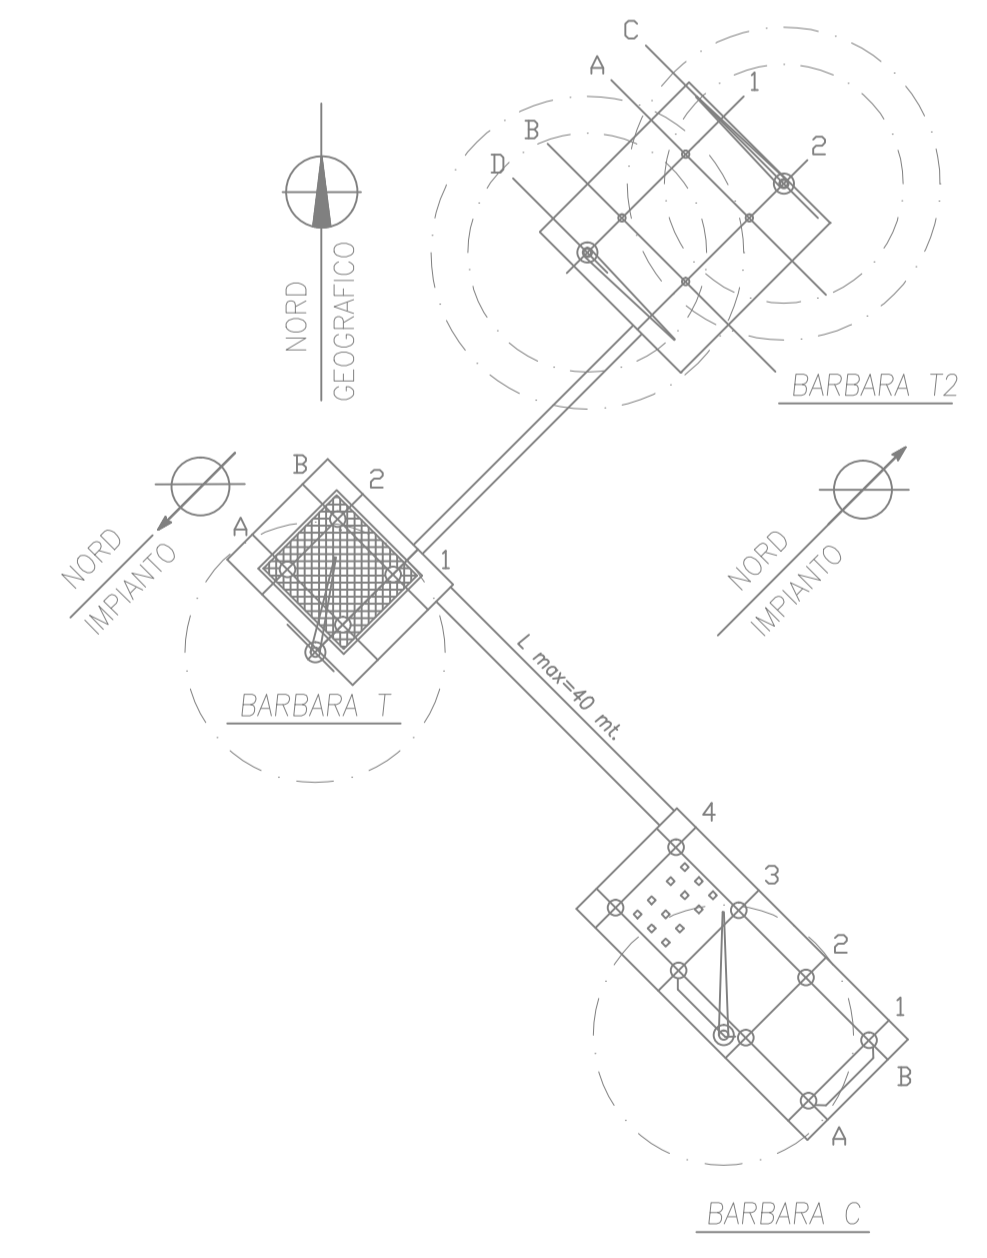 C
A
1
B
2
D
NORD
GEOGRAFICO
BARBARA T2
B
2
A
1
NORD
IMPIANTO
NORD
IMPIANTO
L max=40 mt.
BARBARA T
4
3
2
1
B
A
BARBARA C